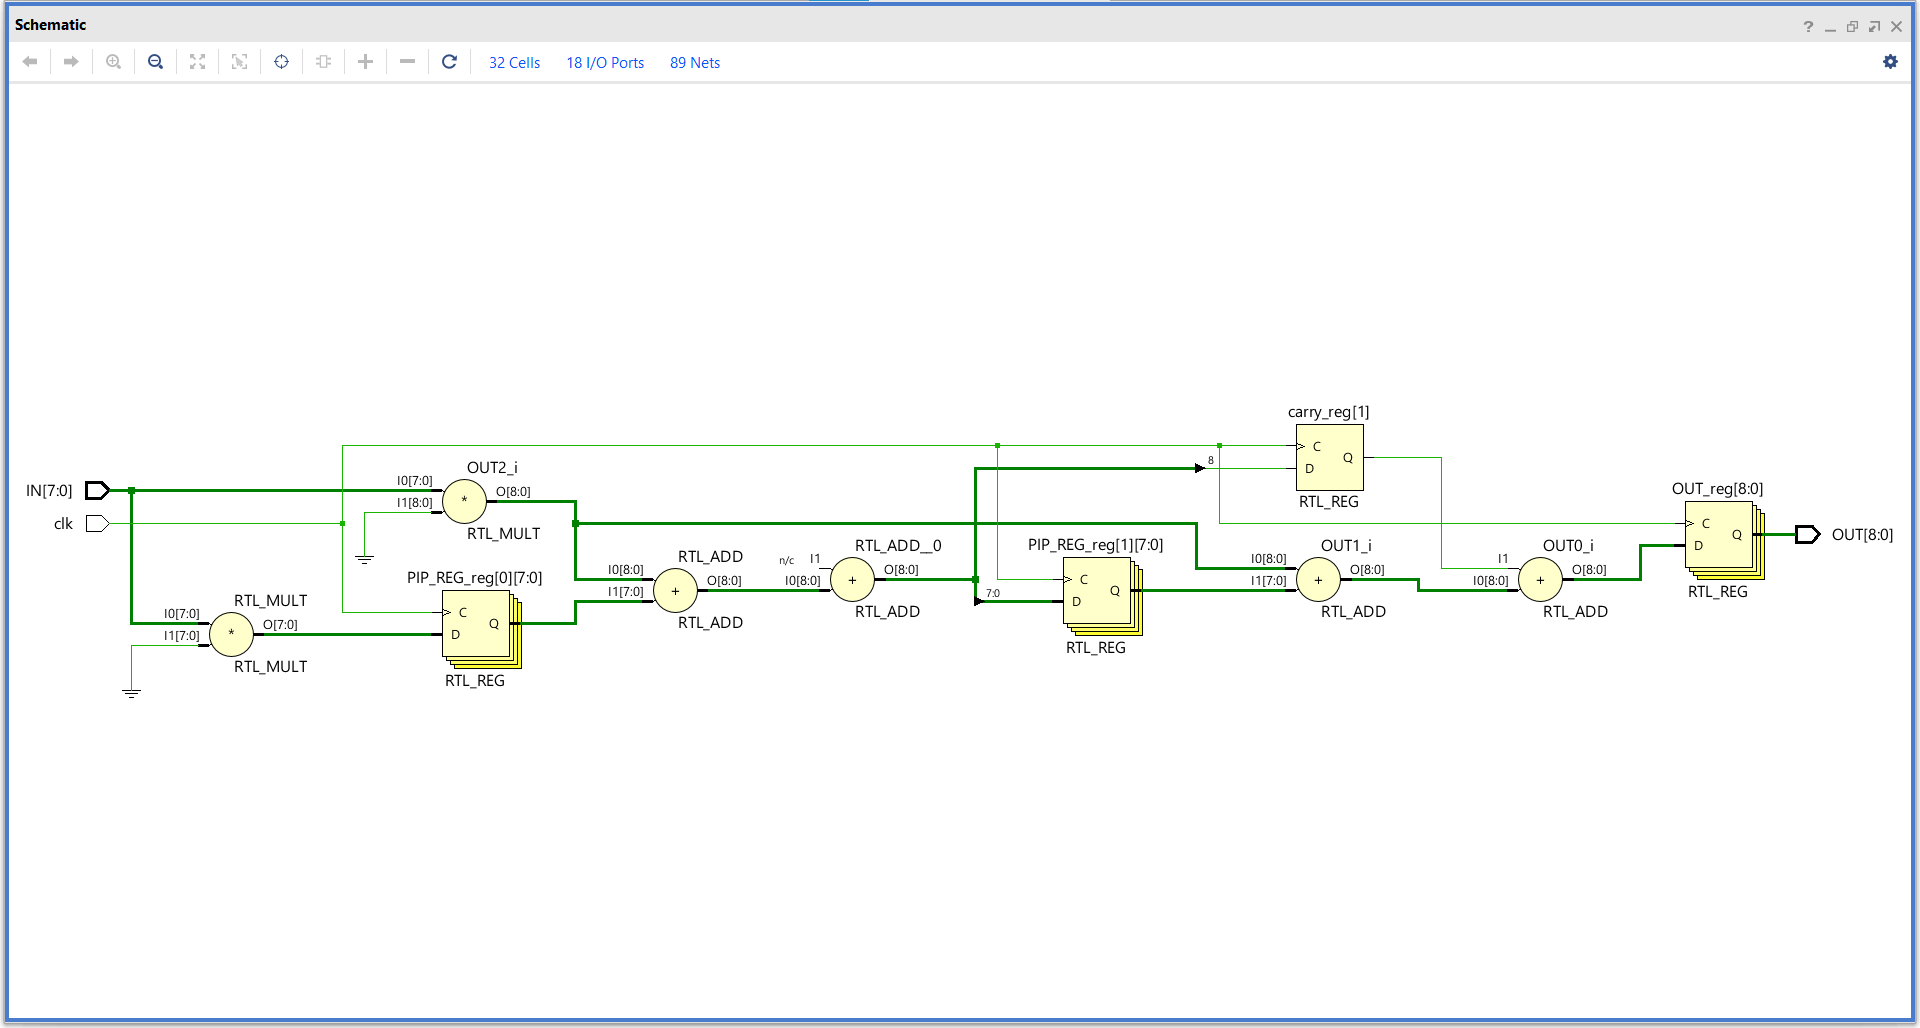 Schematic
32 Cells 18 I/O Ports 89 Nets
carry_reg[1]
C
8
D
Q
RTL_REG
IN[7:0]
clk
OUT2_i
I0[7:0]
I1[8:0]
*
O[8:0]
RTL_MULT
RTL_MULT
I0[7:0]
I1[7:0]
*
O[7:0]
RTL_MULT
PIP_REG_reg[0][7:0]
C
D
Q
RTL_REG
RTL_ADD
I0[8:0]
I1[7:0]
+
O[8:0]
RTL_ADD
RTL_ADD__0
n/c I1
I0[8:0]
+
O[8:0]
RTL_ADD
PIP_REG_reg[1][7:0]
C
7:0
D
Q
RTL_REG
OUT1_i
I0[8:0]
I1[7:0]
+
O[8:0]
RTL_ADD
OUT0_i
I1
I0[8:0]
+
O[8:0]
RTL_ADD
OUT_reg[8:0]
C
D
Q
RTL_REG
OUT[8:0]